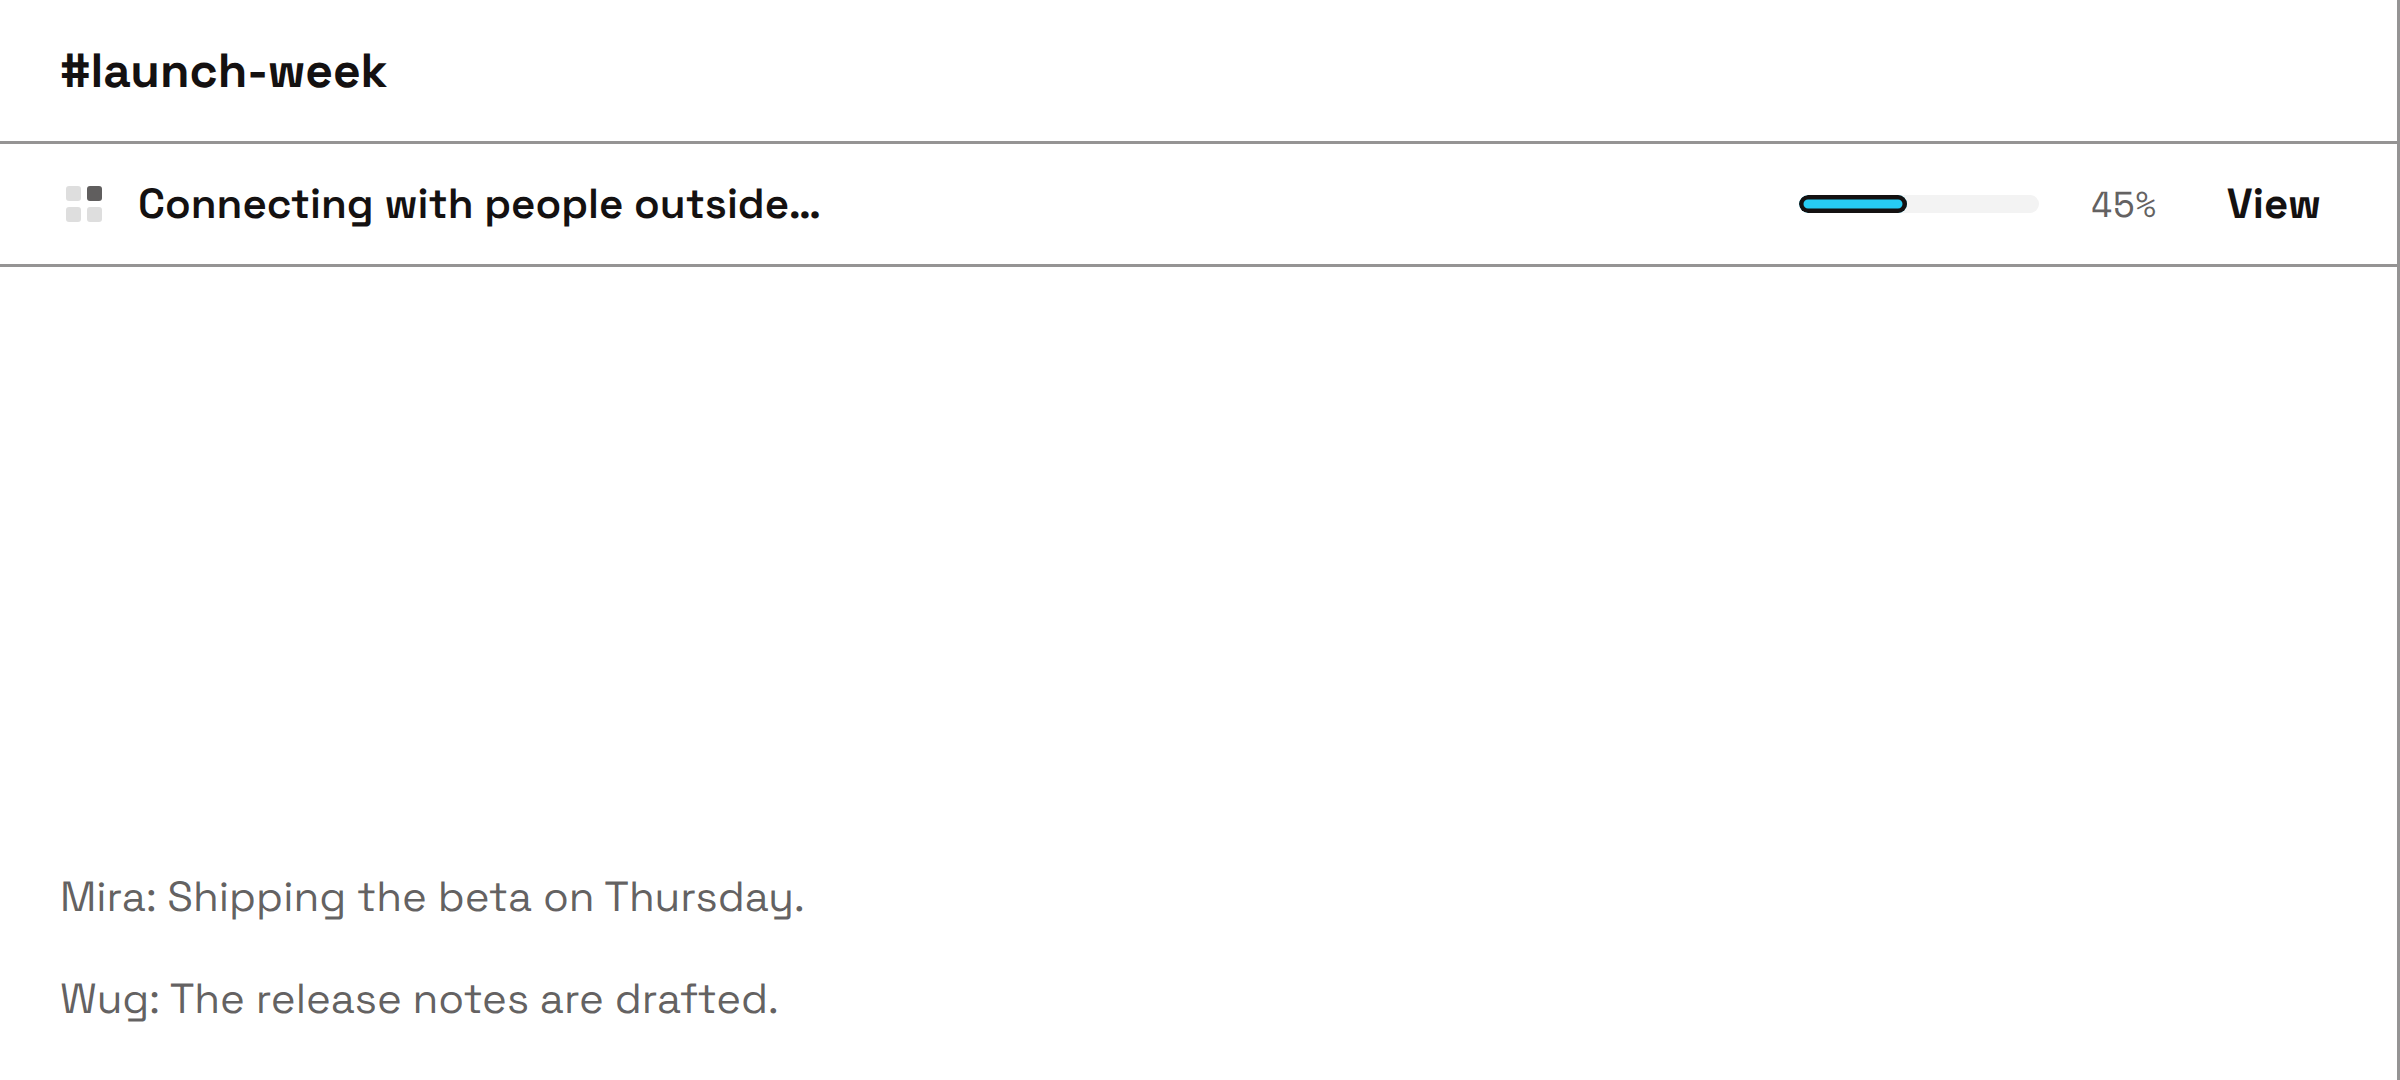 #launch-week
Connecting with people outside... 45% View
Mira: Shipping the beta on Thursday.
Wug: The release notes are drafted.